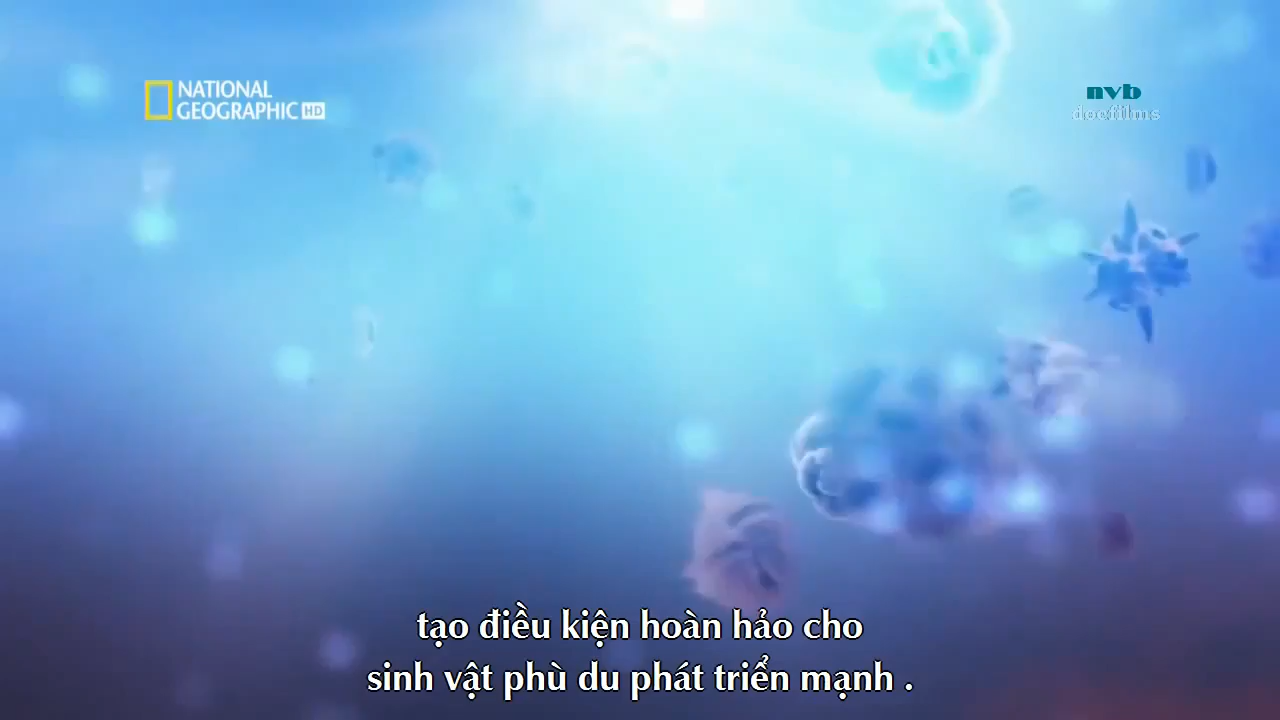 NATIONAL
GEOGRAPHIC HD
nvb
docfilms
tạo điều kiện hoàn hảo cho
sinh vật phù du phát triển mạnh .